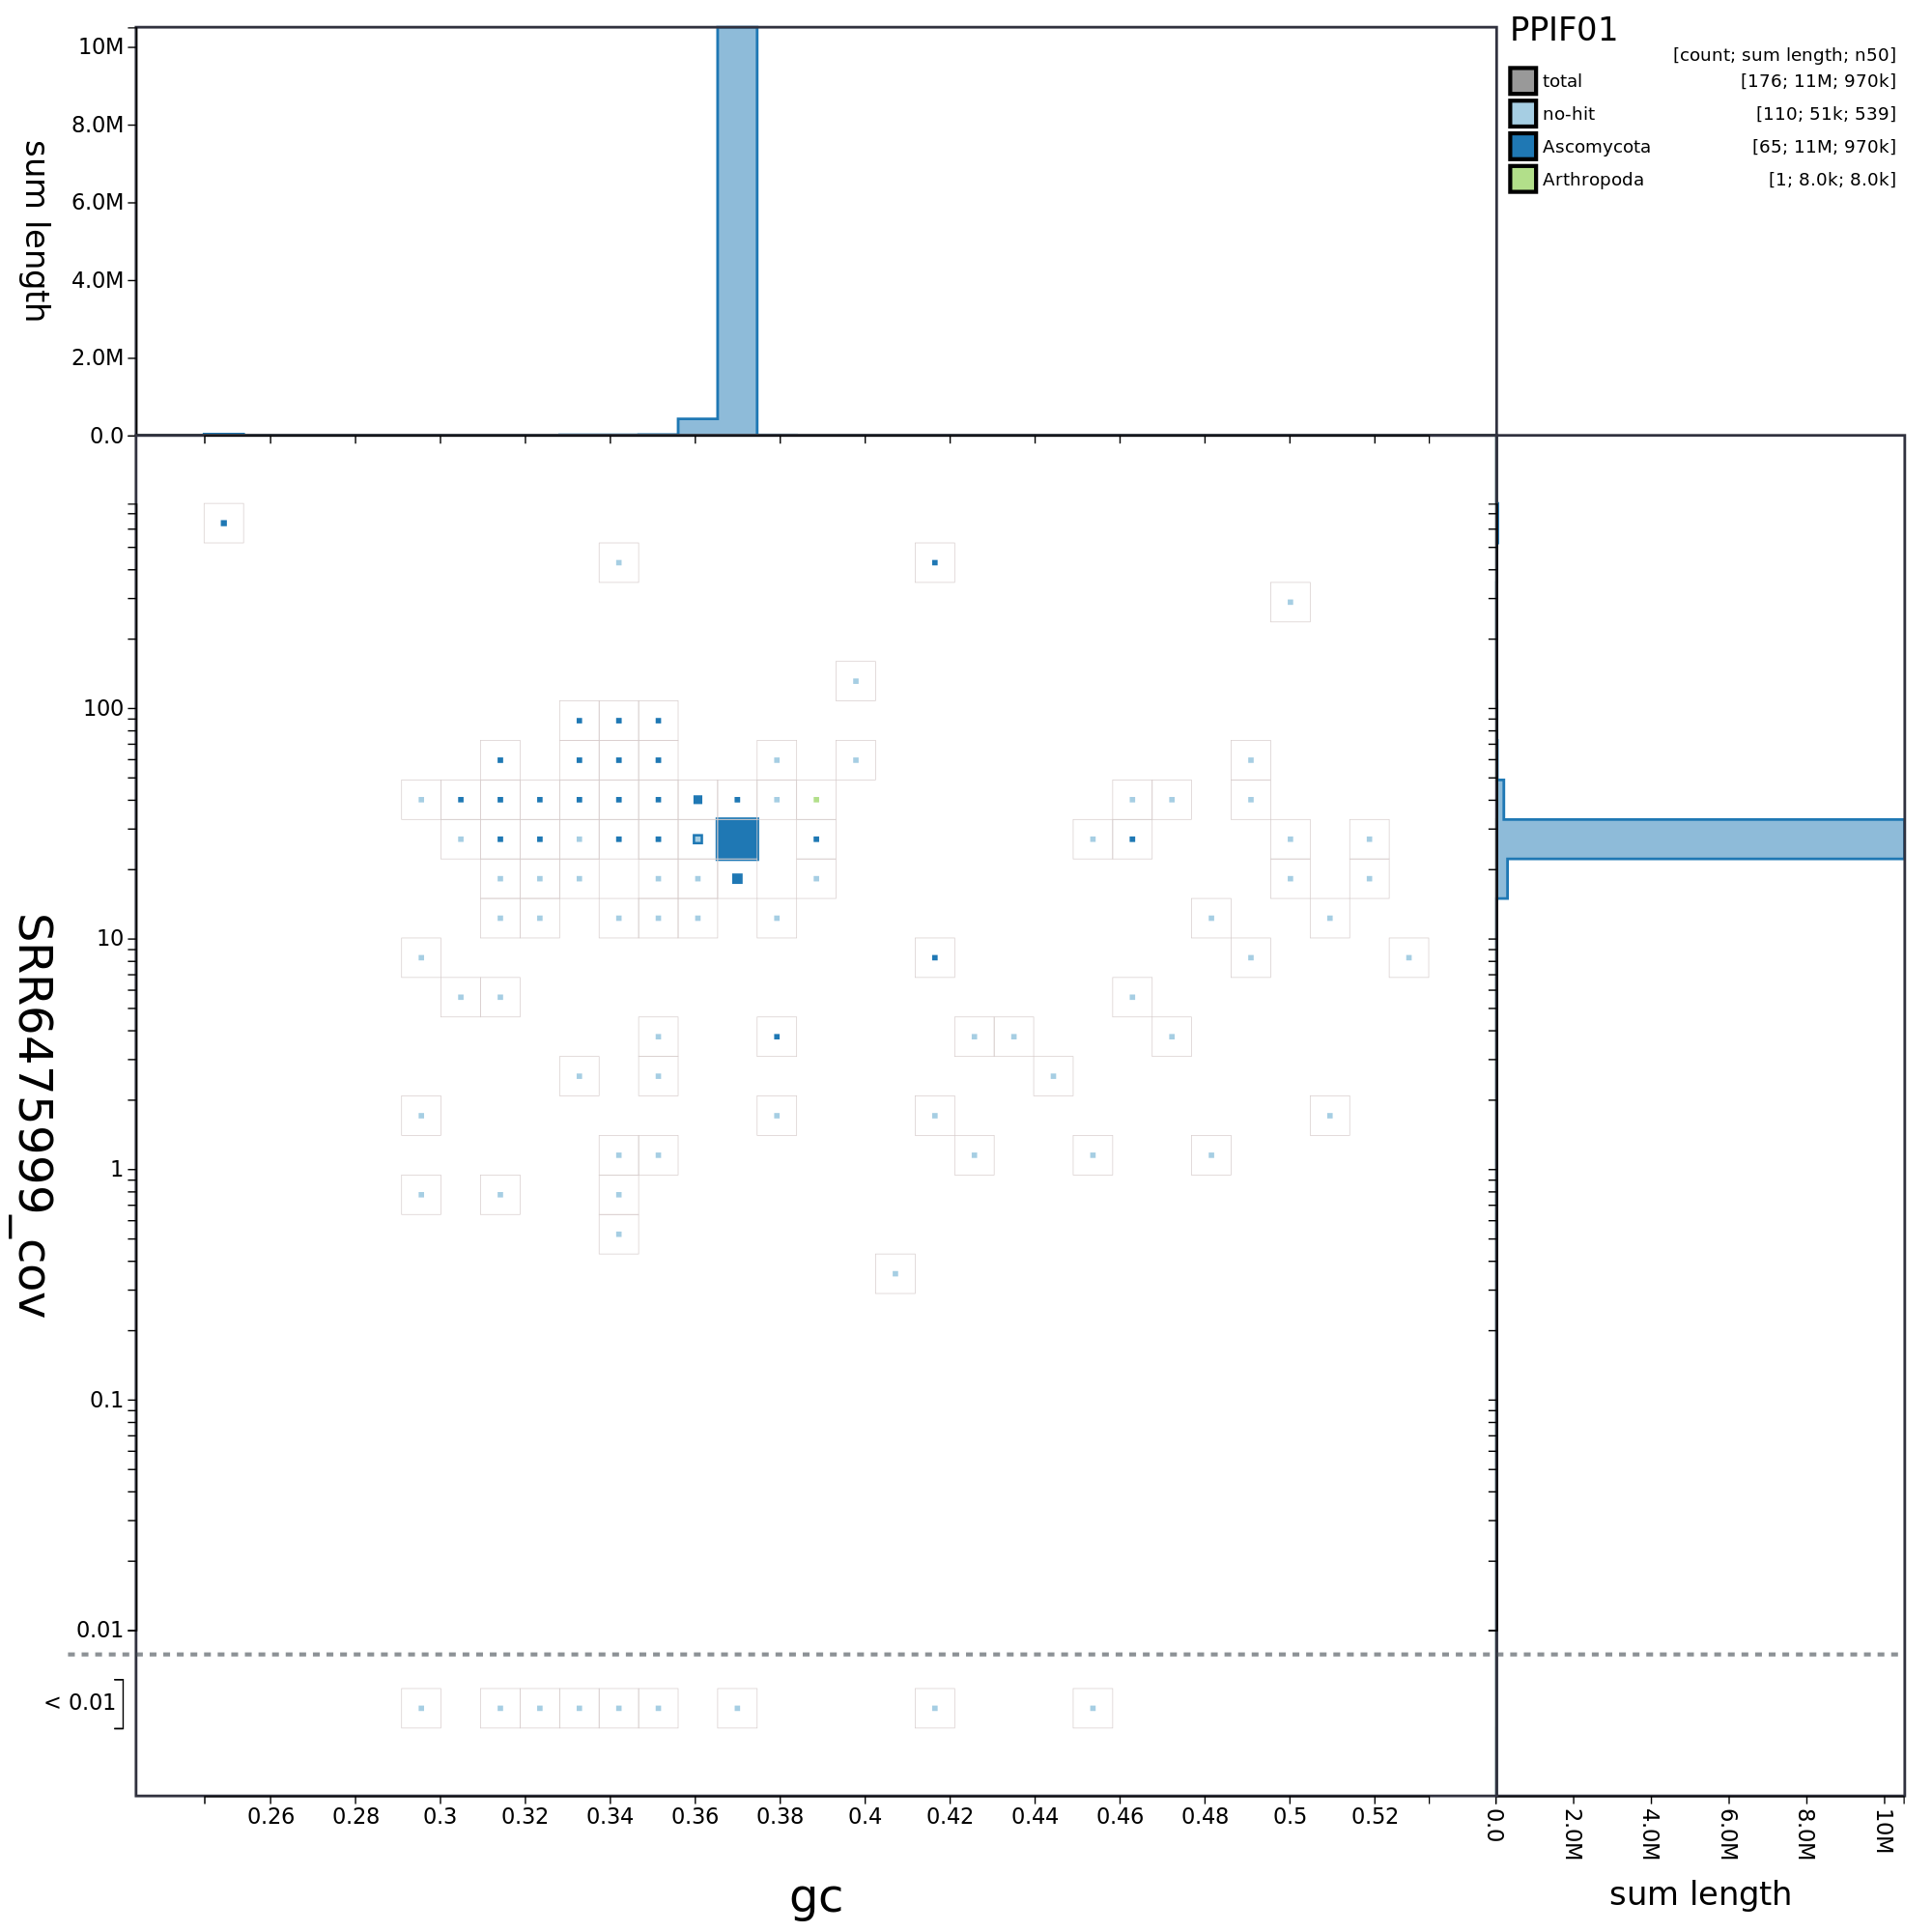 PPIF01
[count; sum length; n50]
total [176; 11M; 970k]
no-hit [110; 51k; 539]
Ascomycota [65; 11M; 970k]
Arthropoda [1; 8.0k; 8.0k]
sum length
10M
8.0M
6.0M
4.0M
2.0M
0.0
SRR6475999_cov
100
10
1
0.1
0.01
< 0.01
0.26 0.28 0.3 0.32 0.34 0.36 0.38 0.4 0.42 0.44 0.46 0.48 0.5 0.52
gc
0.0 2.0M 4.0M 6.0M 8.0M 10M
sum length